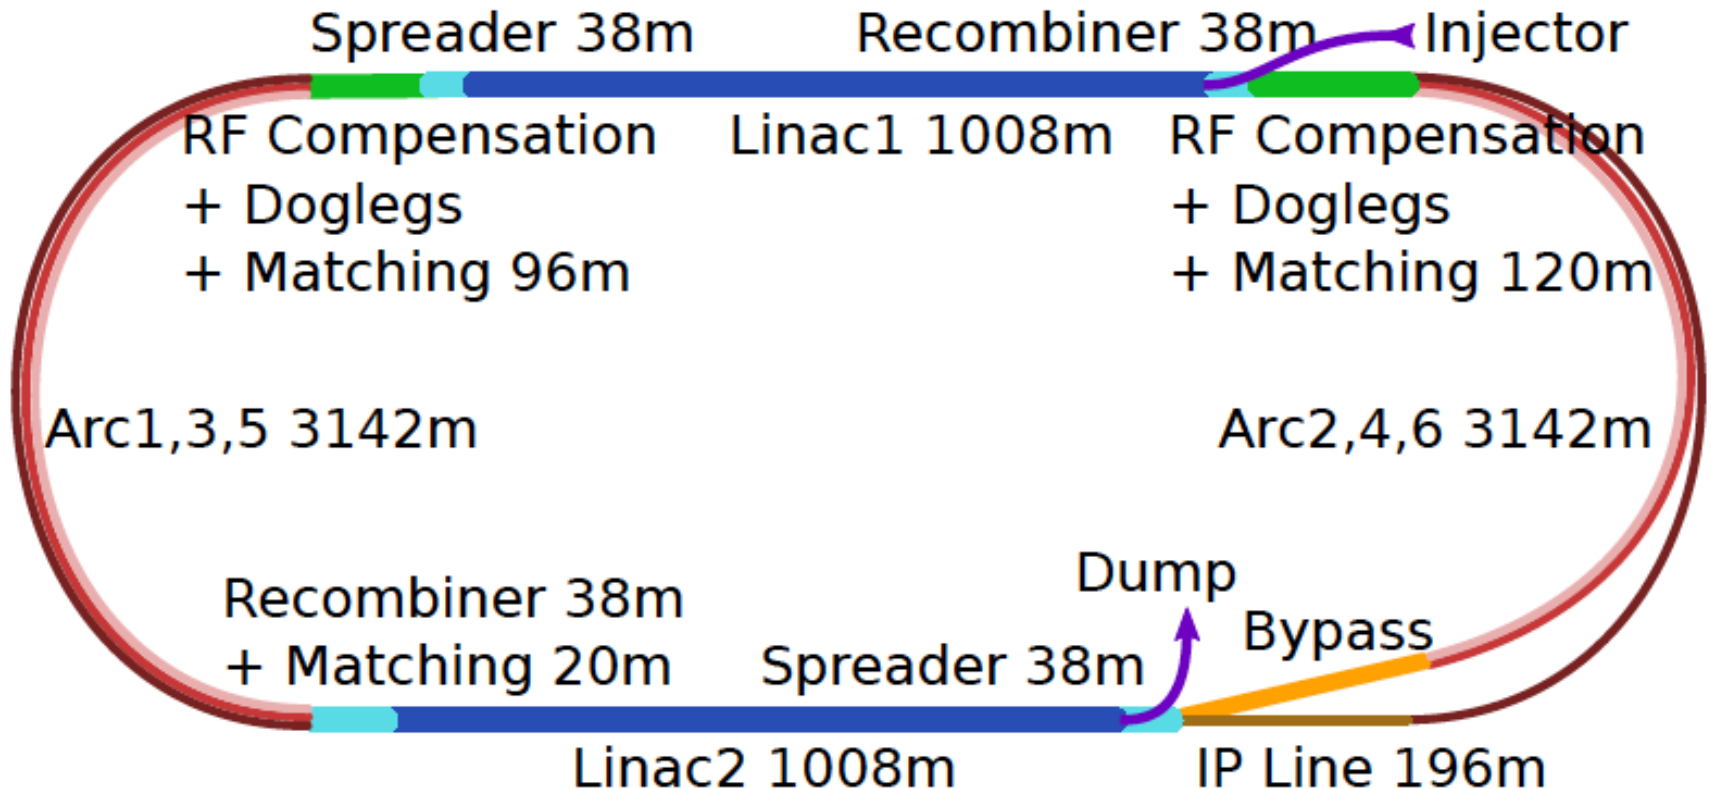 Spreader 38m
Recombiner 38m
Injector
RF Compensation
+ Doglegs
+ Matching 96m
Linac1 1008m
RF Compensation
+ Doglegs
+ Matching 120m
Arc1,3,5 3142m
Arc2,4,6 3142m
Recombiner 38m
+ Matching 20m
Spreader 38m
Dump
Bypass
Linac2 1008m
IP Line 196m